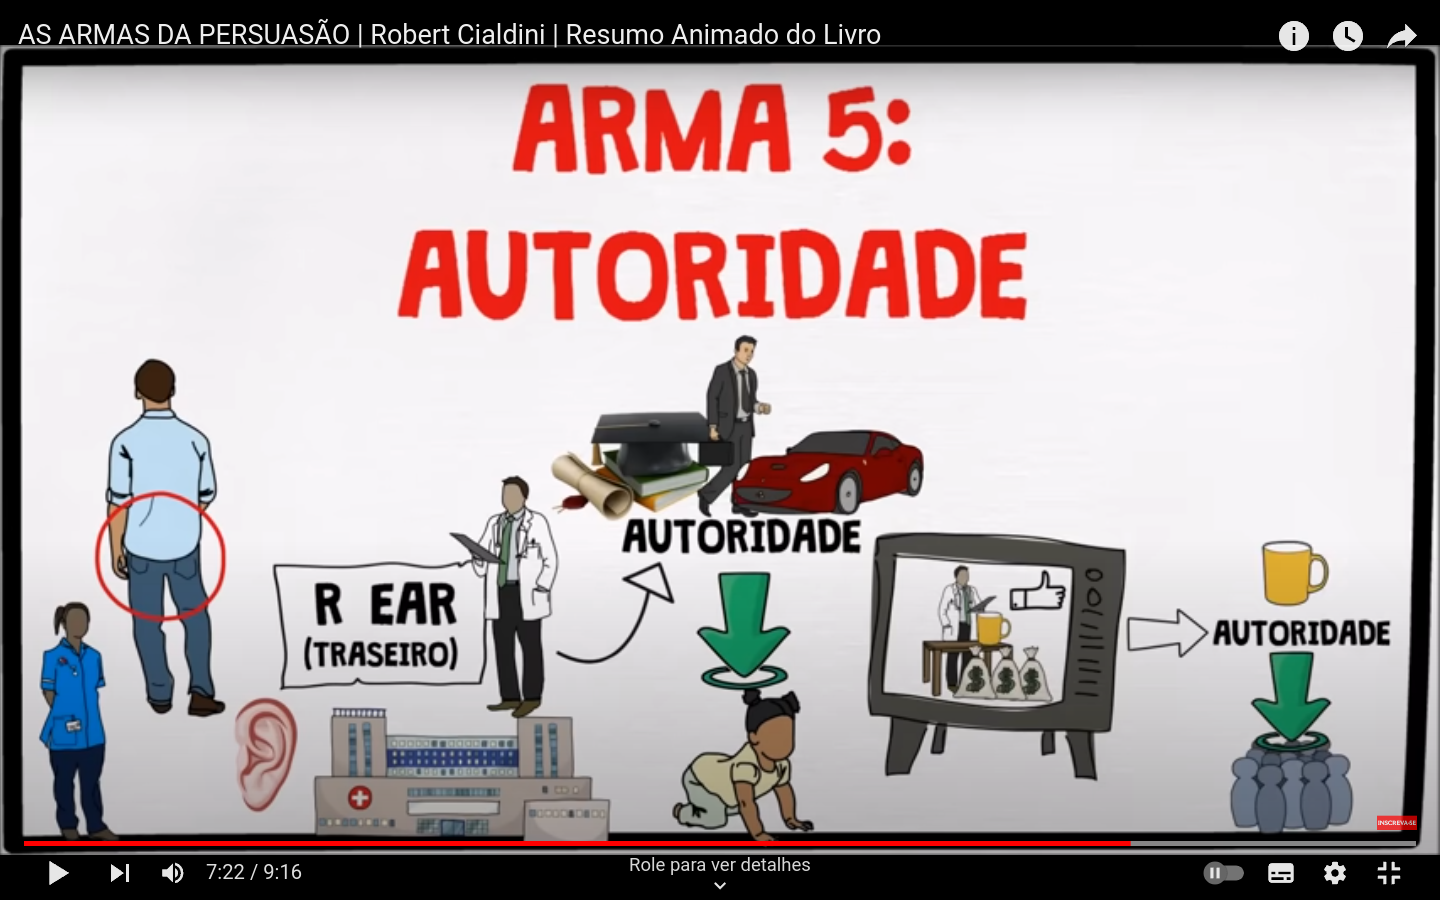 AS ARMAS DA PERSUASÃO | Robert Cialdini | Resumo Animado do Livro
ARMA 5:
AUTORIDADE
AUTORIDADE
R EAR
(TRASEIRO)
AUTORIDADE
$ $ $
INSCREVA-SE
7:22 / 9:16
Role para ver detalhes